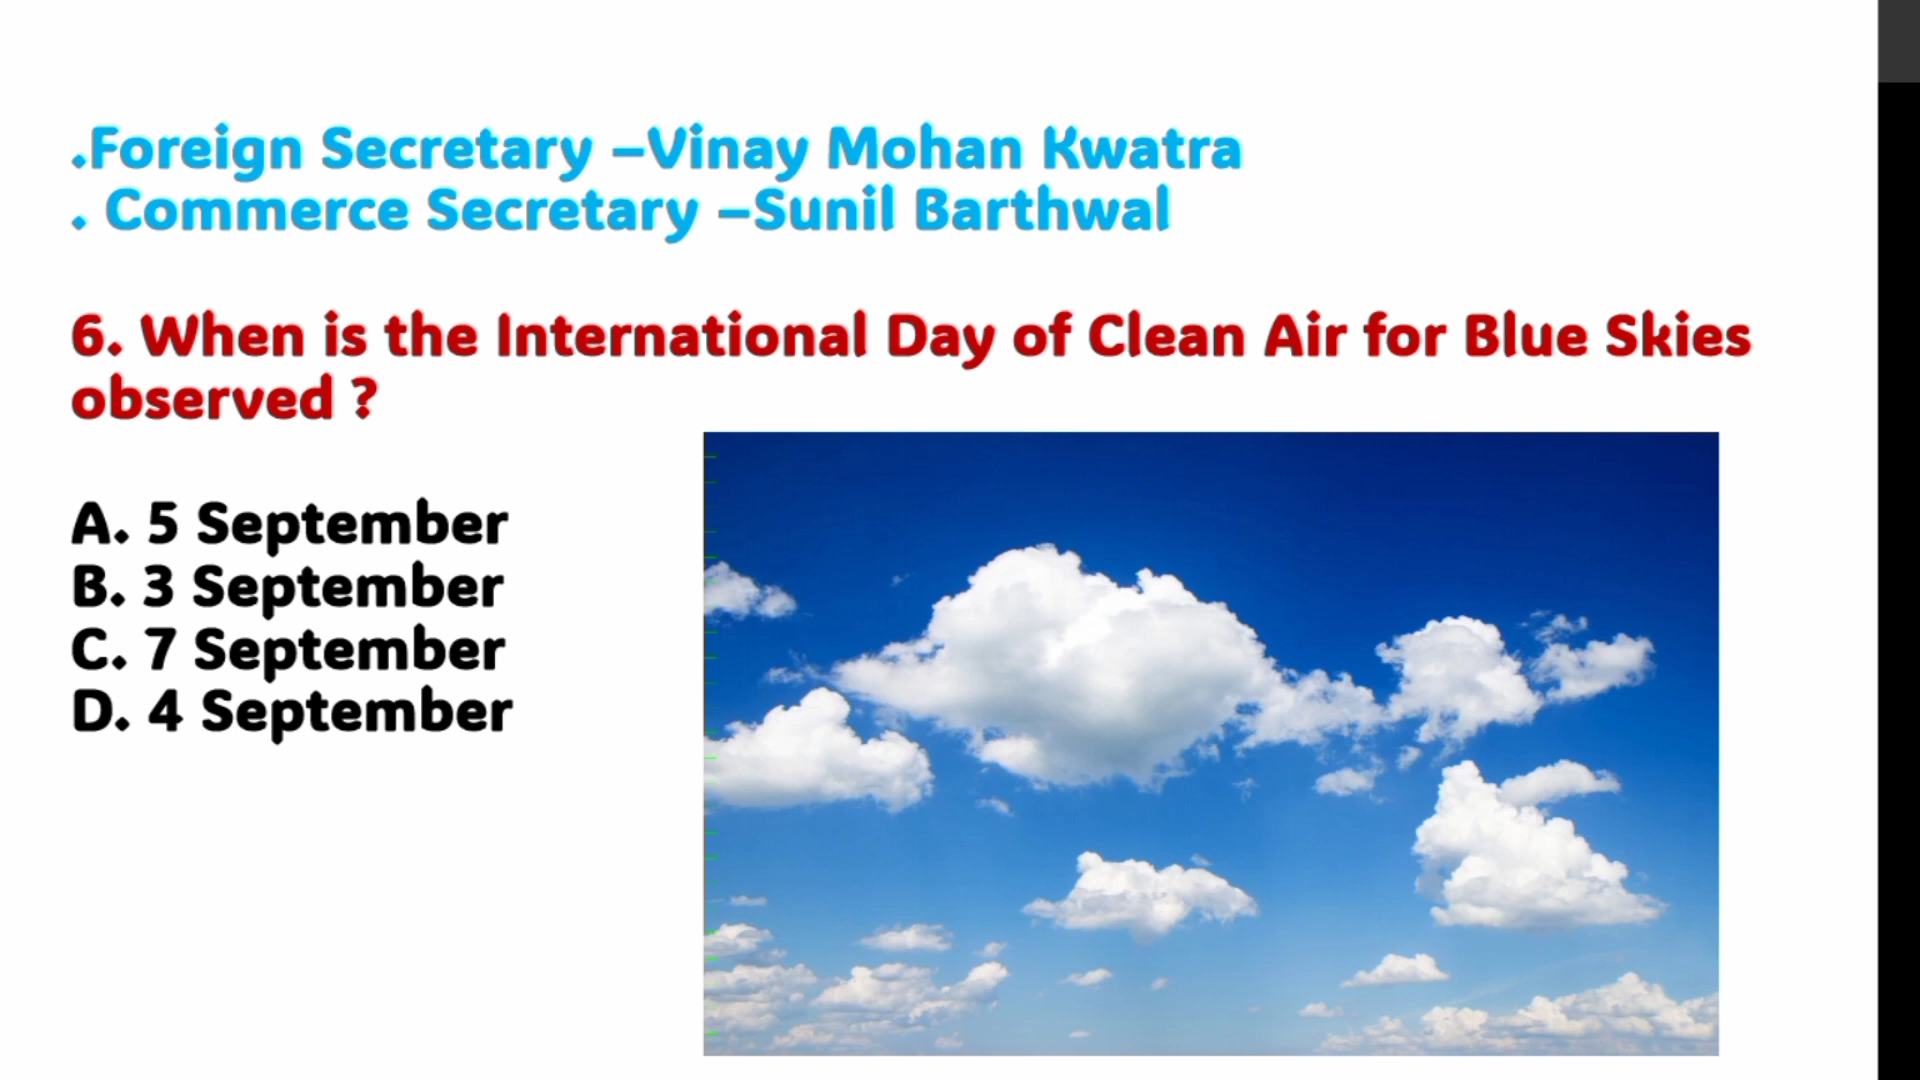 .Foreign Secretary –Vinay Mohan Kwatra
. Commerce Secretary –Sunil Barthwal
6. When is the International Day of Clean Air for Blue Skies
observed ?
A. 5 September
B. 3 September
C. 7 September
D. 4 September